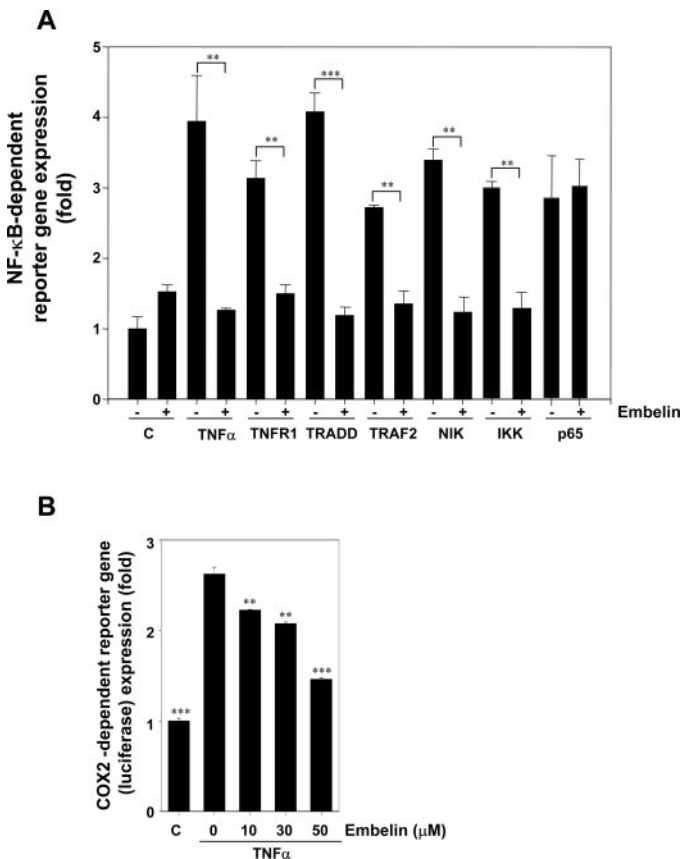 A
NF-κB-dependent
reporter gene expression
(fold)
5
4
3
2
1
0
** ** *** ** ** **
- + - + - + - + - + - + - + Embelin
C TNFα TNFR1 TRADD TRAF2 NIK IKK p65
B
COX2 -dependent reporter gene
(luciferase) expression (fold)
3
2
1
0
*** ** ** ***
C 0 10 30 50 Embelin (μM)
TNFα